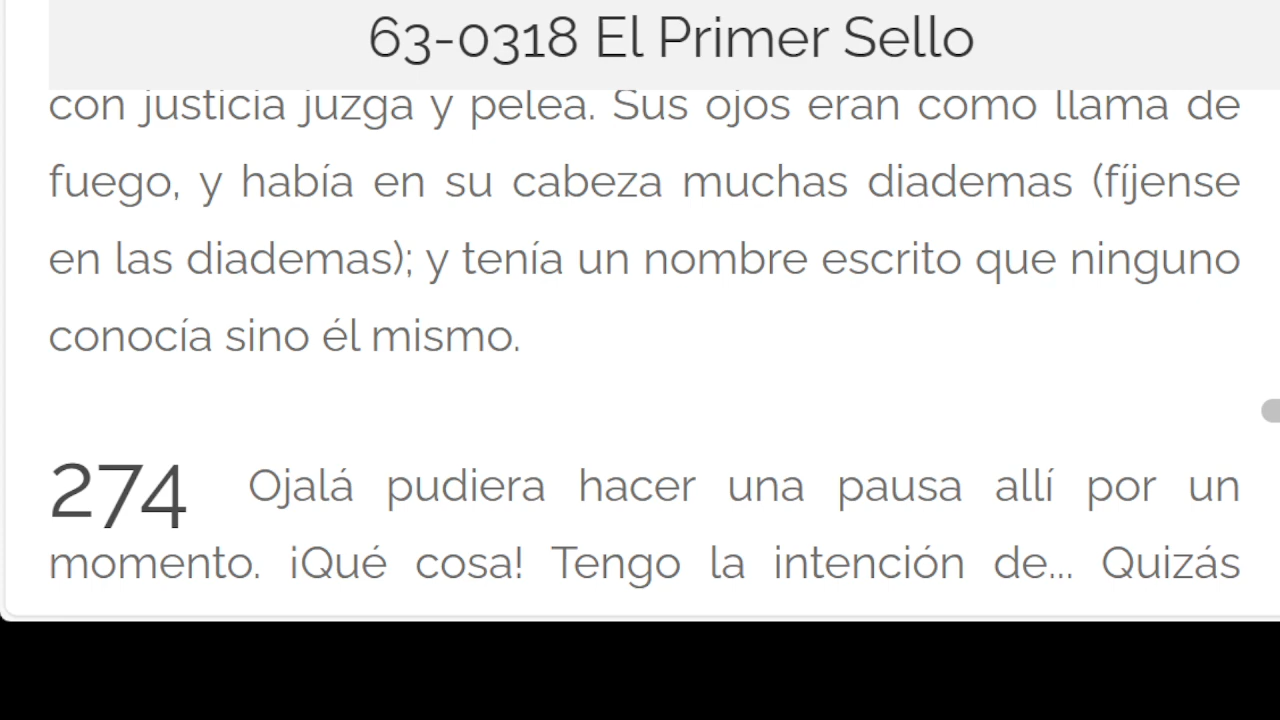 63-0318 El Primer Sello
con justicia juzga y pelea. Sus ojos eran como llama de
fuego, y había en su cabeza muchas diademas (fíjense
en las diademas); y tenía un nombre escrito que ninguno
conocía sino él mismo.
274 Ojalá pudiera hacer una pausa allí por un
momento. ¡Qué cosa! Tengo la intención de... Quizás